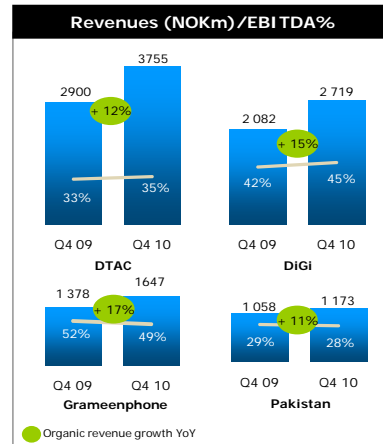 Revenues (NOKm)/EBITDA%
2900
3755
+ 12%
33%
35%
Q4 09
Q4 10
DTAC
2 082
2 719
+ 15%
42%
45%
Q4 09
Q4 10
DiGi
1 378
1647
+ 17%
52%
49%
Q4 09
Q4 10
Grameenphone
1 058
1 173
+ 11%
29%
28%
Q4 09
Q4 10
Pakistan
Organic revenue growth YoY